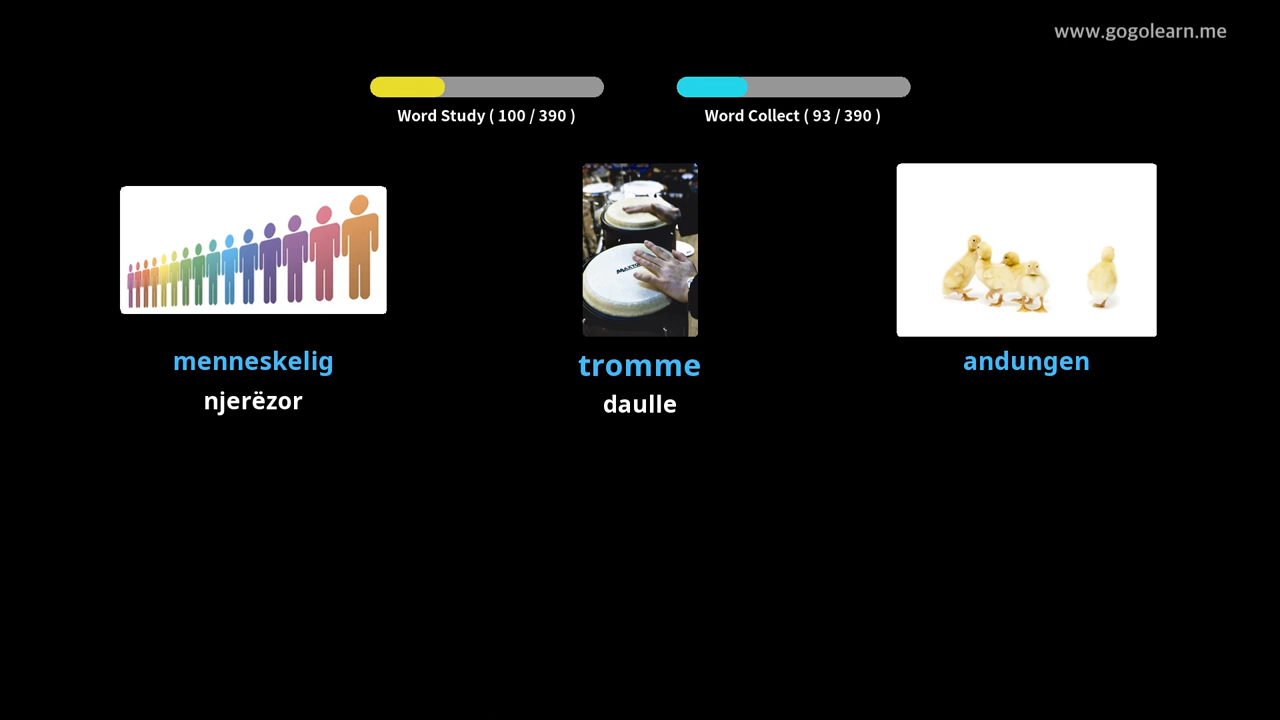 www.gogolearn.me
Word Study ( 100 / 390 )
Word Collect ( 93 / 390 )
menneskelig
njerëzor
tromme
daulle
andungen